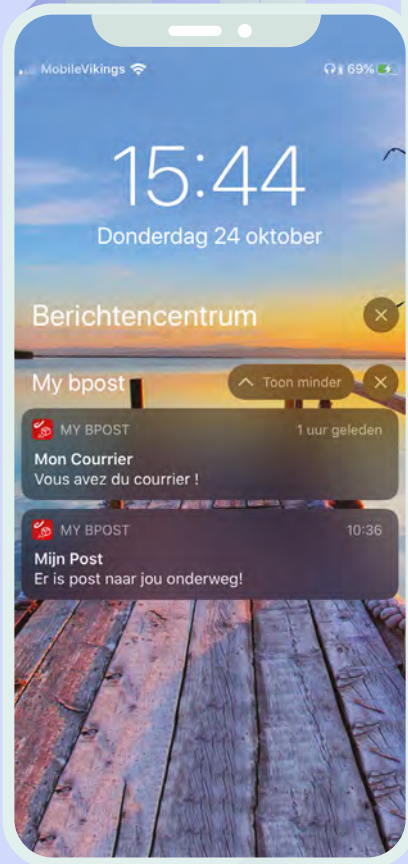 MobileVikings 69%
15:44
Donderdag 24 oktober
Berichtencentrum
My bpost Toon minder
MY BPOST 1 uur geleden
Mon Courrier
Vous avez du courrier !
MY BPOST 10:36
Mijn Post
Er is post naar jou onderweg!